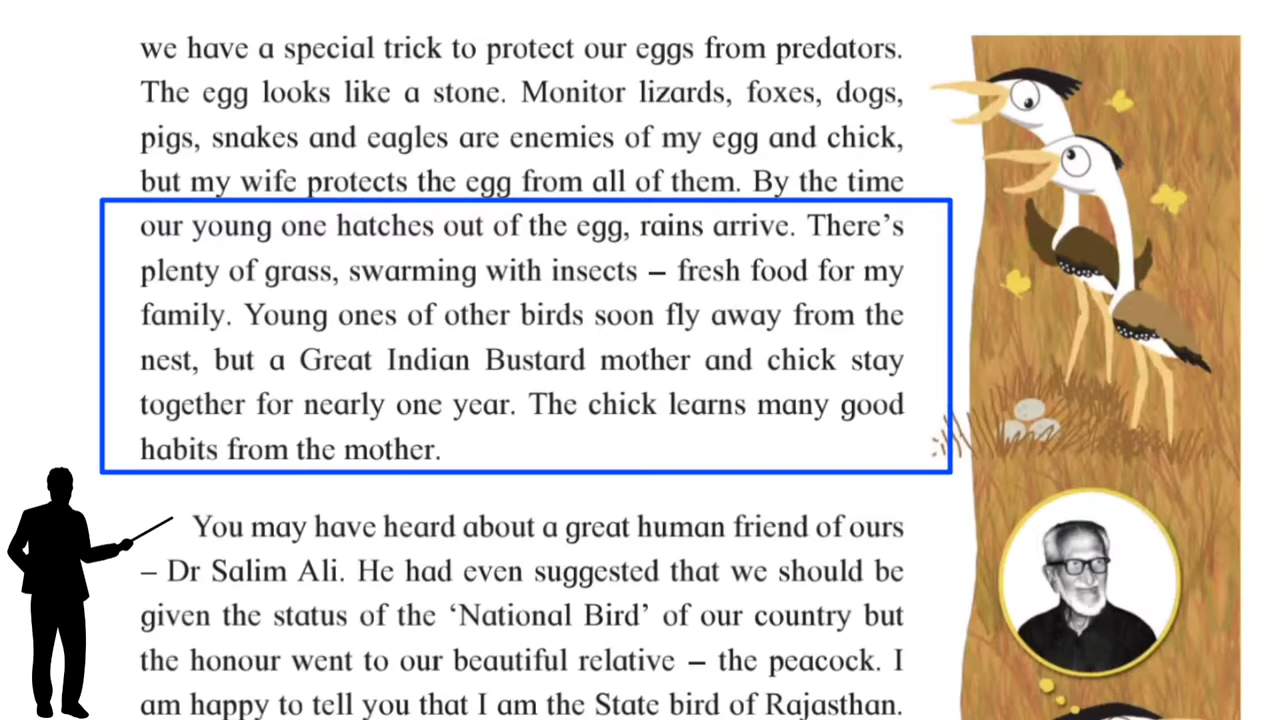 we have a special trick to protect our eggs from predators.
The egg looks like a stone. Monitor lizards, foxes, dogs,
pigs, snakes and eagles are enemies of my egg and chick,
but my wife protects the egg from all of them. By the time
our young one hatches out of the egg, rains arrive. There’s
plenty of grass, swarming with insects – fresh food for my
family. Young ones of other birds soon fly away from the
nest, but a Great Indian Bustard mother and chick stay
together for nearly one year. The chick learns many good
habits from the mother.
You may have heard about a great human friend of ours
– Dr Salim Ali. He had even suggested that we should be
given the status of the ‘National Bird’ of our country but
the honour went to our beautiful relative – the peacock. I
am happy to tell you that I am the State bird of Rajasthan.